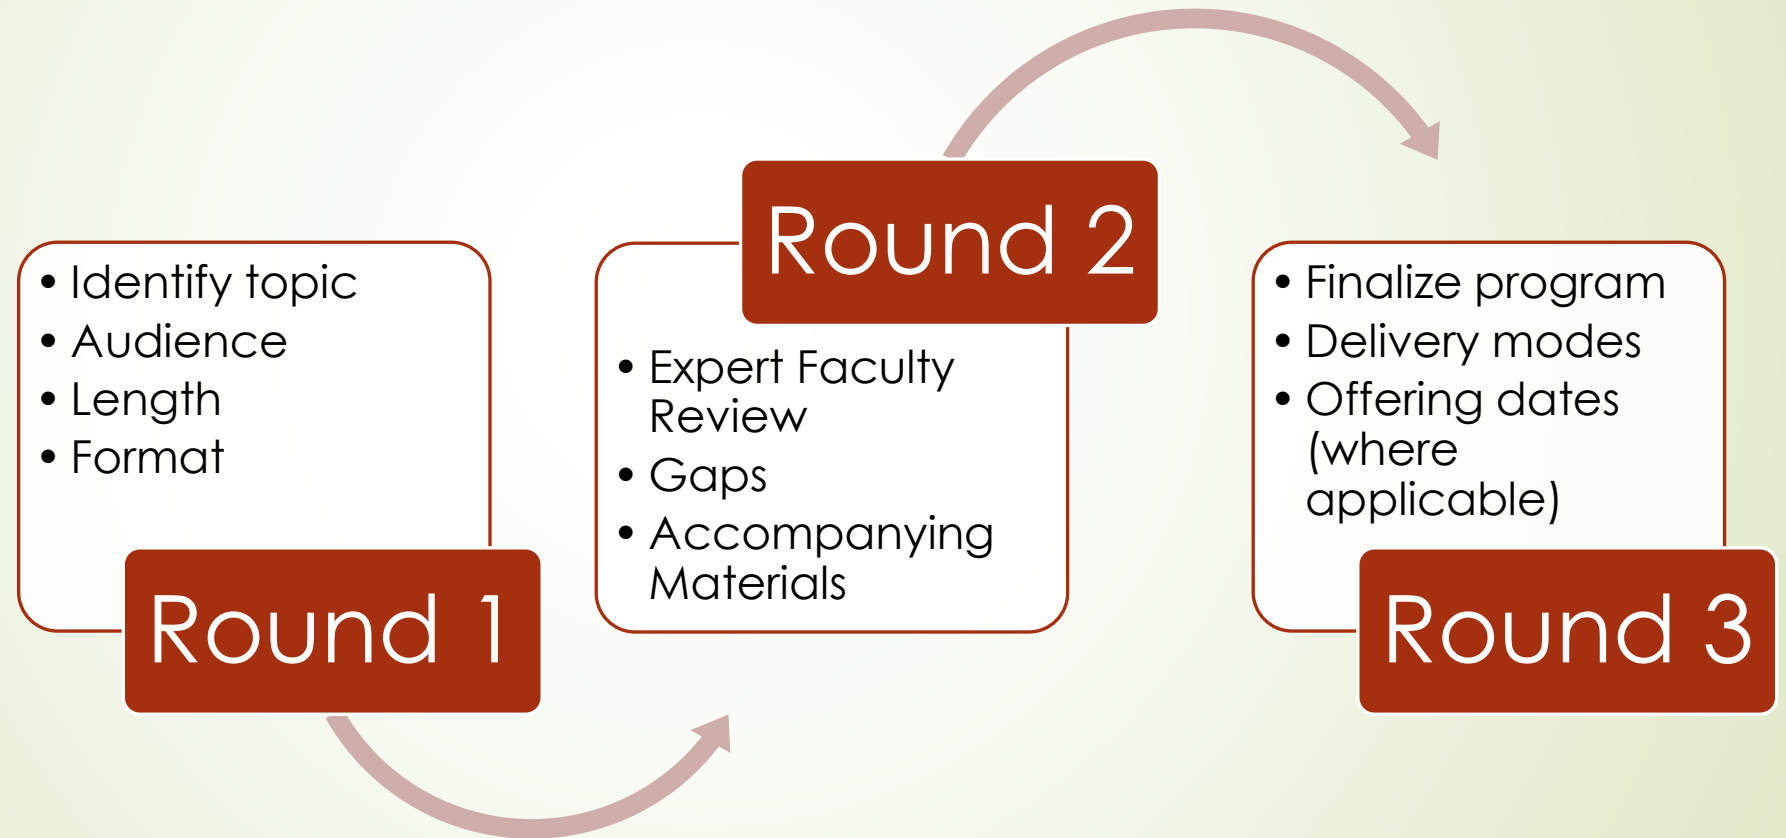 • Identify topic
• Audience
• Length
• Format
Round 1
Round 2
• Expert Faculty
Review
• Gaps
• Accompanying
Materials
• Finalize program
• Delivery modes
• Offering dates
(where
applicable)
Round 3